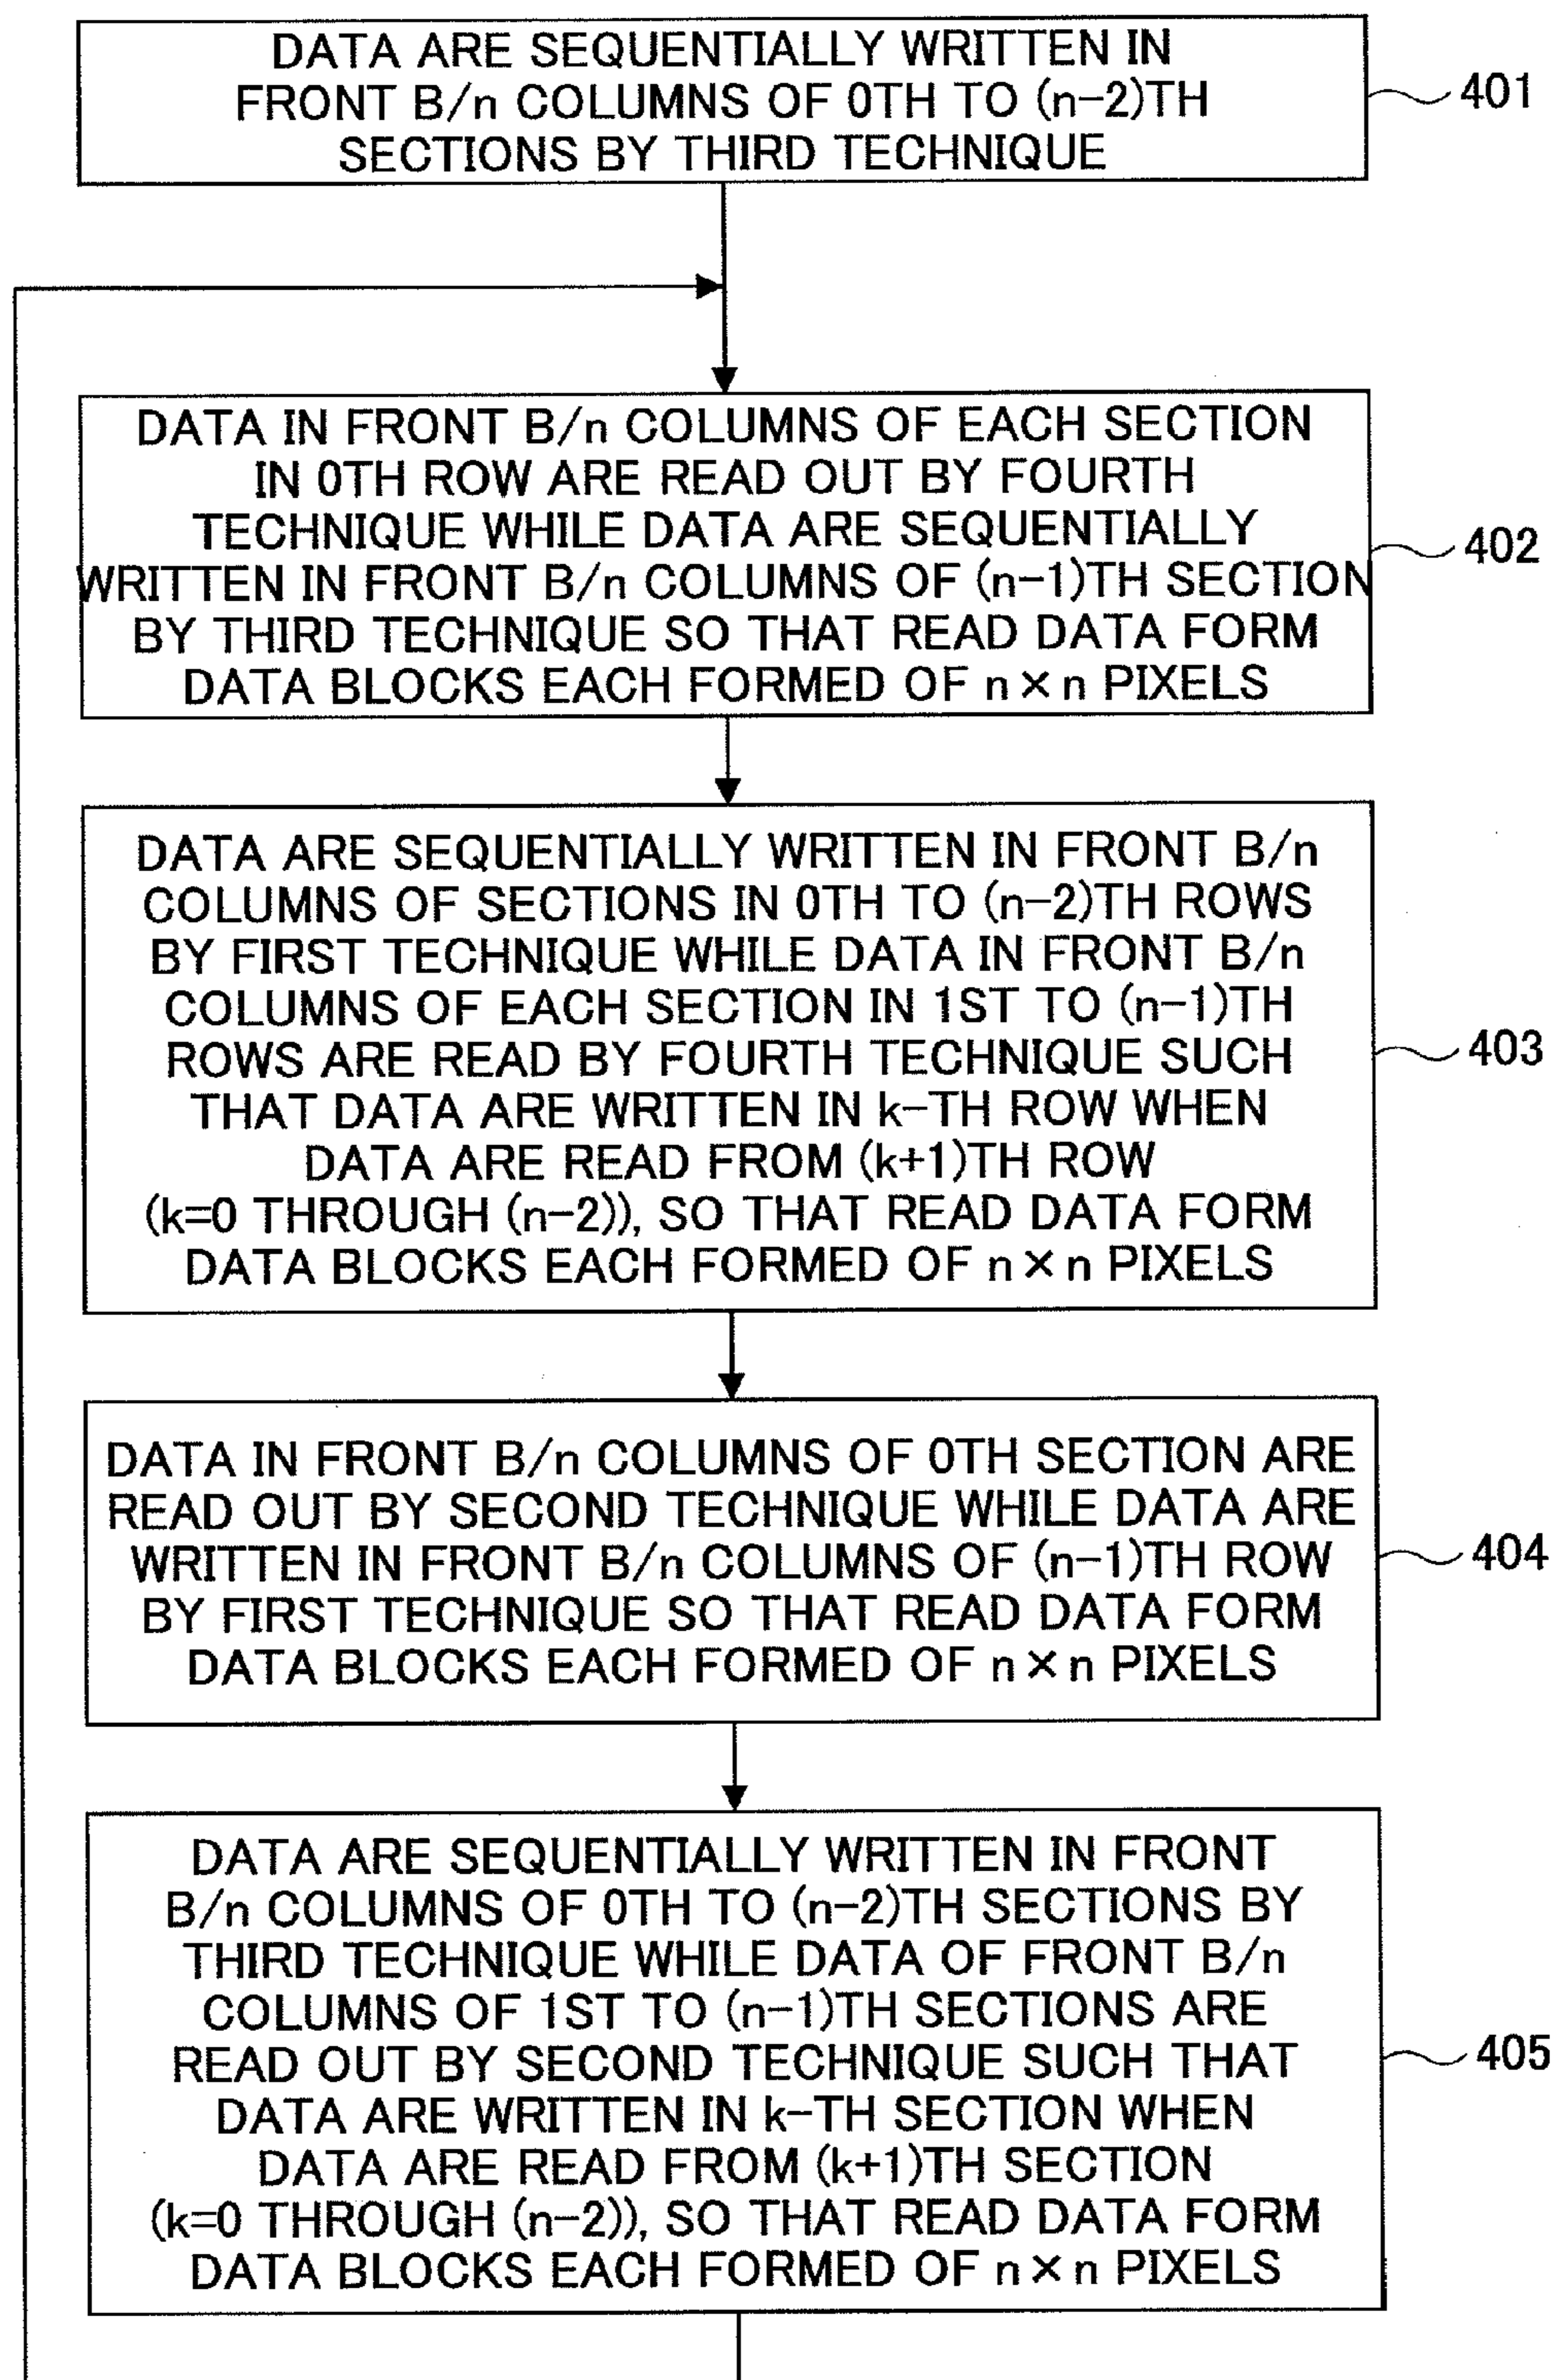 DATA ARE SEQUENTIALLY WRITTEN IN
FRONT B/n COLUMNS OF 0TH TO (n-2)TH
SECTIONS BY THIRD TECHNIQUE
401
DATA IN FRONT B/n COLUMNS OF EACH SECTION
IN 0TH ROW ARE READ OUT BY FOURTH
TECHNIQUE WHILE DATA ARE SEQUENTIALLY
WRITTEN IN FRONT B/n COLUMNS OF (n-1)TH SECTION
BY THIRD TECHNIQUE SO THAT READ DATA FORM
DATA BLOCKS EACH FORMED OF n×n PIXELS
402
DATA ARE SEQUENTIALLY WRITTEN IN FRONT B/n
COLUMNS OF SECTIONS IN 0TH TO (n-2)TH ROWS
BY FIRST TECHNIQUE WHILE DATA IN FRONT B/n
COLUMNS OF EACH SECTION IN 1ST TO (n-1)TH
ROWS ARE READ BY FOURTH TECHNIQUE SUCH
THAT DATA ARE WRITTEN IN k-TH ROW WHEN
DATA ARE READ FROM (k+1)TH ROW
(k=0 THROUGH (n-2)), SO THAT READ DATA FORM
DATA BLOCKS EACH FORMED OF n×n PIXELS
403
DATA IN FRONT B/n COLUMNS OF 0TH SECTION ARE
READ OUT BY SECOND TECHNIQUE WHILE DATA ARE
WRITTEN IN FRONT B/n COLUMNS OF (n-1)TH ROW
BY FIRST TECHNIQUE SO THAT READ DATA FORM
DATA BLOCKS EACH FORMED OF n×n PIXELS
404
DATA ARE SEQUENTIALLY WRITTEN IN FRONT
B/n COLUMNS OF 0TH TO (n-2)TH SECTIONS BY
THIRD TECHNIQUE WHILE DATA OF FRONT B/n
COLUMNS OF 1ST TO (n-1)TH SECTIONS ARE
READ OUT BY SECOND TECHNIQUE SUCH THAT
DATA ARE WRITTEN IN k-TH SECTION WHEN
DATA ARE READ FROM (k+1)TH SECTION
(k=0 THROUGH (n-2)), SO THAT READ DATA FORM
DATA BLOCKS EACH FORMED OF n×n PIXELS
405